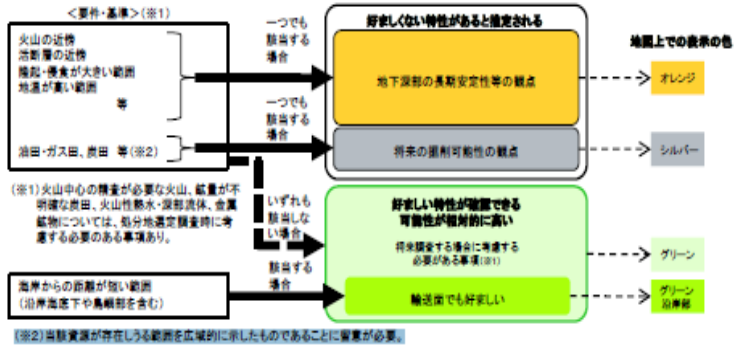 <要件・基準>(※1)
火山の近傍
活断層の近傍
隆起・侵食が大きい範囲
地温が高い範囲
等
油田・ガス田、炭田 等(※2)
(※1)火山中心の精査が必要な火山、鉱量が不
明確な炭田、火山性熱水・深部流体、金属
鉱物については、処分地選定調査時に考
慮する必要のある事項あり。
海岸からの距離が短い範囲
(沿岸海底下や島嶼部を含む)
一つでも
該当する
場合
一つでも
該当する
場合
いずれも
該当しな
い場合
該当する
場合
好ましくない特性があると推定される
地下深部の長期安定性等の観点
将来の掘削可能性の観点
好ましい特性が確認できる
可能性が相対的に高い
将来調査する場合に考慮する
必要がある事項(※1)
輸送面でも好ましい
地図上での表示の色
オレンジ
シルバー
グリーン
グリーン
沿岸部
(※2)当該資源が存在しうる範囲を広域的に示したものであることに留意が必要。